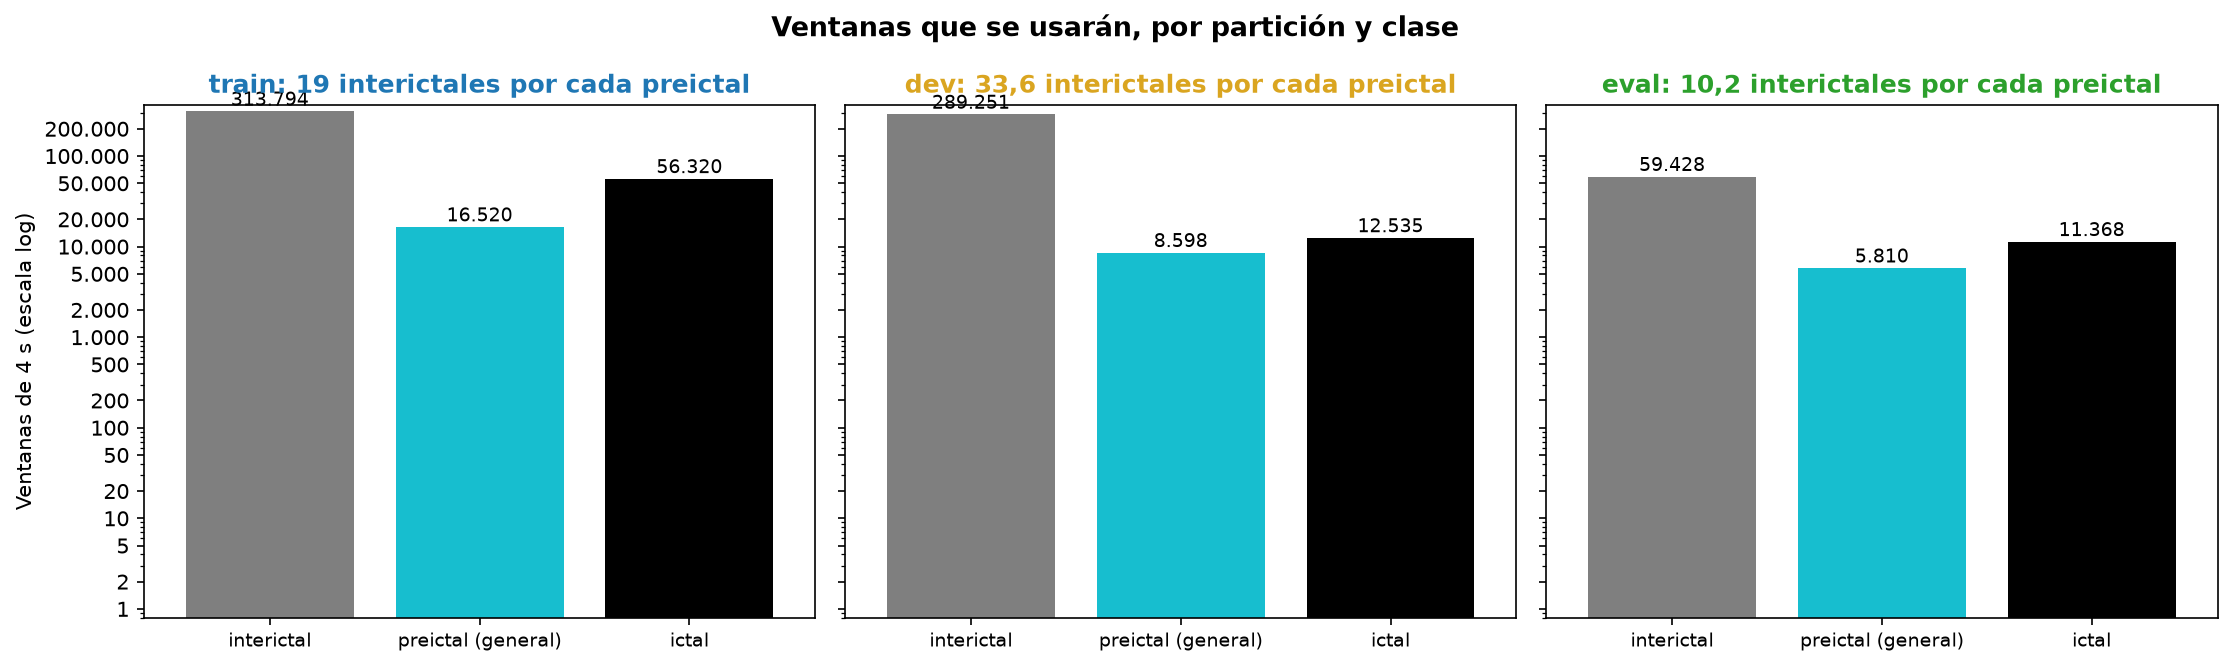 Ventanas que se usarán, por partición y clase
train: 19 interictales por cada preictal
dev: 33,6 interictales por cada preictal
eval: 10,2 interictales por cada preictal
Ventanas de 4 s (escala log)
200.000
100.000
50.000
20.000
10.000
5.000
2.000
1.000
500
200
100
50
20
10
5
2
1
313.794
16.520
56.320
interictal
preictal (general)
ictal
289.251
8.598
12.535
interictal
preictal (general)
ictal
59.428
5.810
11.368
interictal
preictal (general)
ictal